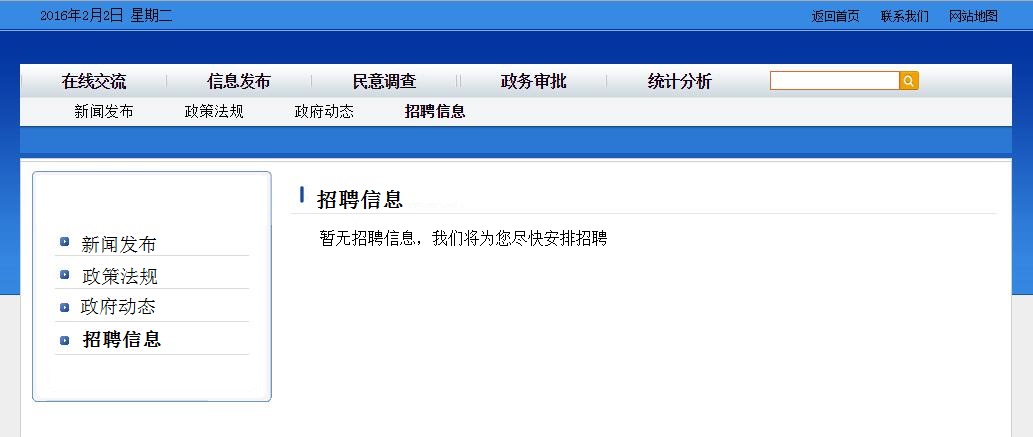 2016年2月2日 星期二 返回首页 联系我们 网站地图
在线交流 信息发布 民意调查 政务审批 统计分析
新闻发布 政策法规 政府动态 招聘信息
招聘信息
暂无招聘信息，我们将为您尽快安排招聘
新闻发布
政策法规
政府动态
招聘信息